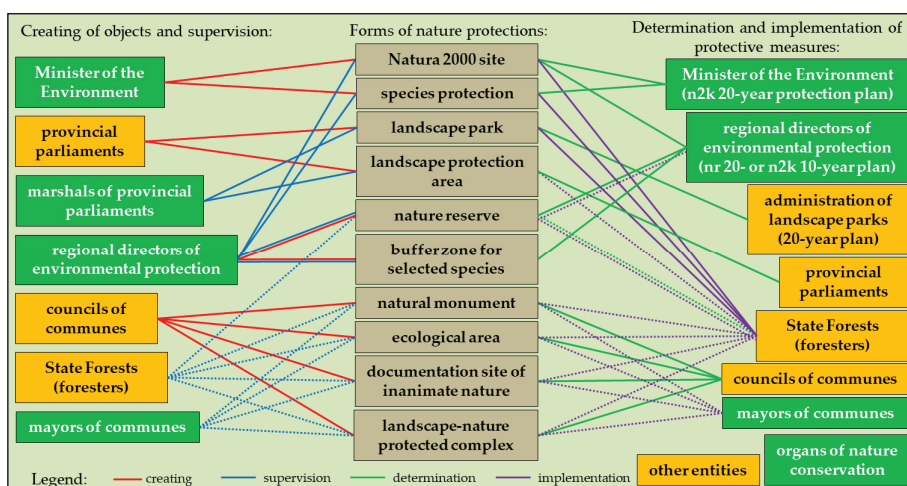 Creating of objects and supervision:
Minister of the
Environment
provincial
parliaments
marshals of provincial
parliaments
regional directors of
environmental protection
councils of
communes
State Forests
(foresters)
mayors of communes
Forms of nature protections:
Natura 2000 site
species protection
landscape park
landscape protection
area
nature reserve
buffer zone for
selected species
natural monument
ecological area
documentation site of
inanimate nature
landscape-nature
protected complex
Determination and implementation of
protective measures:
Minister of the Environment
(n2k 20-year protection plan)
regional directors of
environmental protection
(nr 20- or n2k 10-year plan)
administration of
landscape parks
(20-year plan)
provincial
parliaments
State Forests
(foresters)
councils of communes
mayors of communes
organs of nature
conservation
other entities
Legend: creating supervision determination implementation